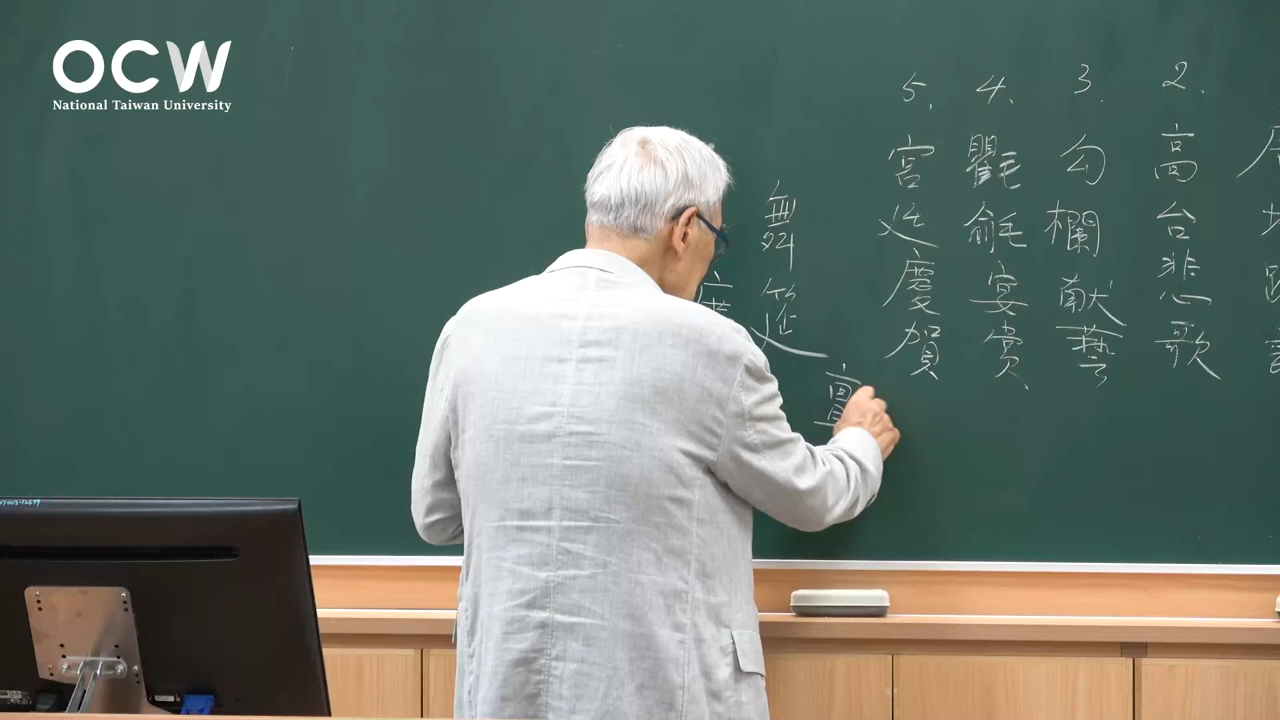 OCW
National Taiwan University
2. 高台悲歌
3. 勾欄献藝
4. 氍毹宴賞
5. 宮廷慶賀
舞筵